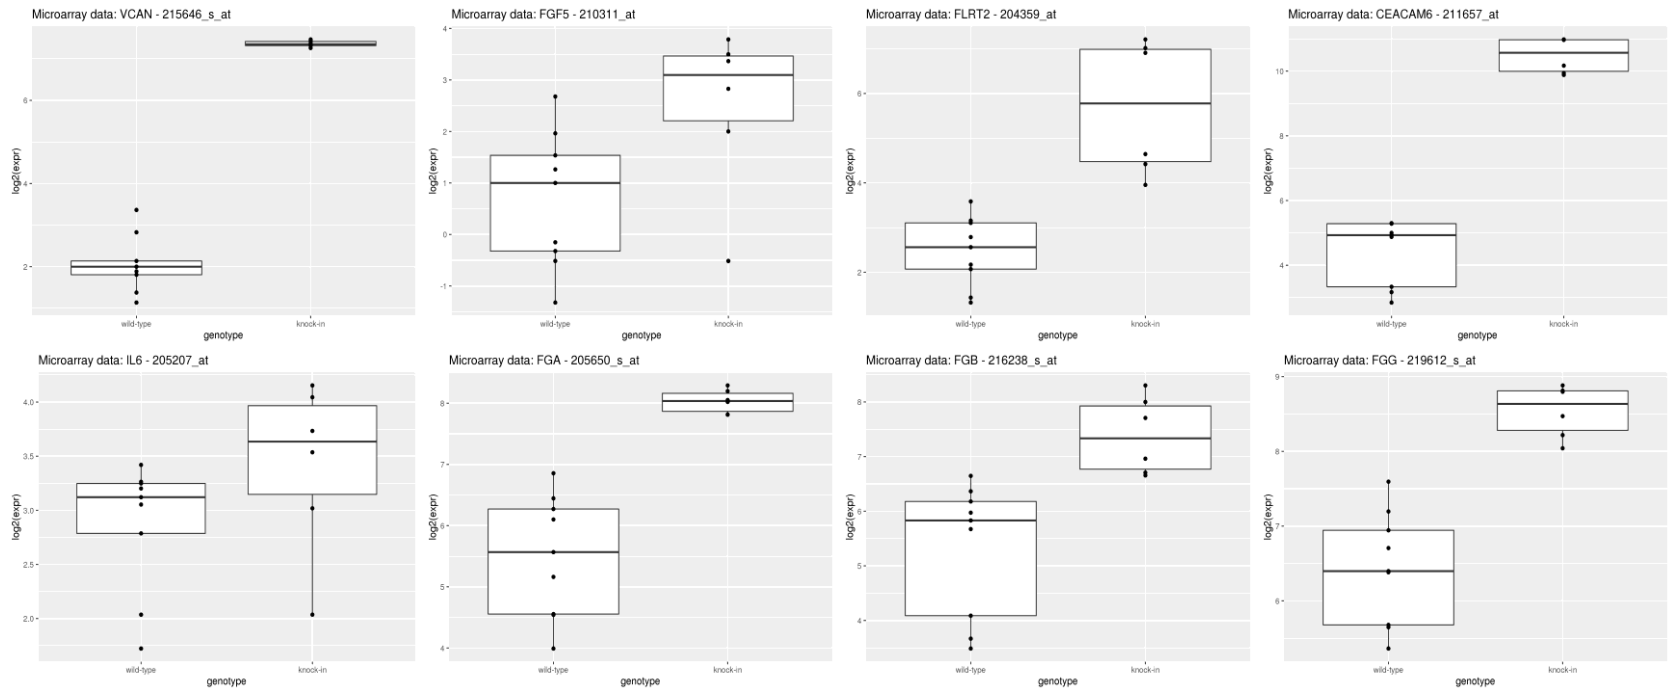 Microarray data: VCAN - 215646_s_at
log2(expr)
6
4
2
wild-type
knock-in
genotype
Microarray data: FGF5 - 210311_at
log2(expr)
4
3
2
1
0
-1
wild-type
knock-in
genotype
Microarray data: FLRT2 - 204359_at
log2(expr)
6
4
2
wild-type
knock-in
genotype
Microarray data: CEACAM6 - 211657_at
log2(expr)
10
8
6
4
wild-type
knock-in
genotype
Microarray data: IL6 - 205207_at
log2(expr)
4.0
3.5
3.0
2.5
2.0
wild-type
knock-in
genotype
Microarray data: FGA - 205650_s_at
log2(expr)
8
7
6
5
4
wild-type
knock-in
genotype
Microarray data: FGB - 216238_s_at
log2(expr)
8
7
6
5
4
wild-type
knock-in
genotype
Microarray data: FGG - 219612_s_at
log2(expr)
9
8
7
6
wild-type
knock-in
genotype